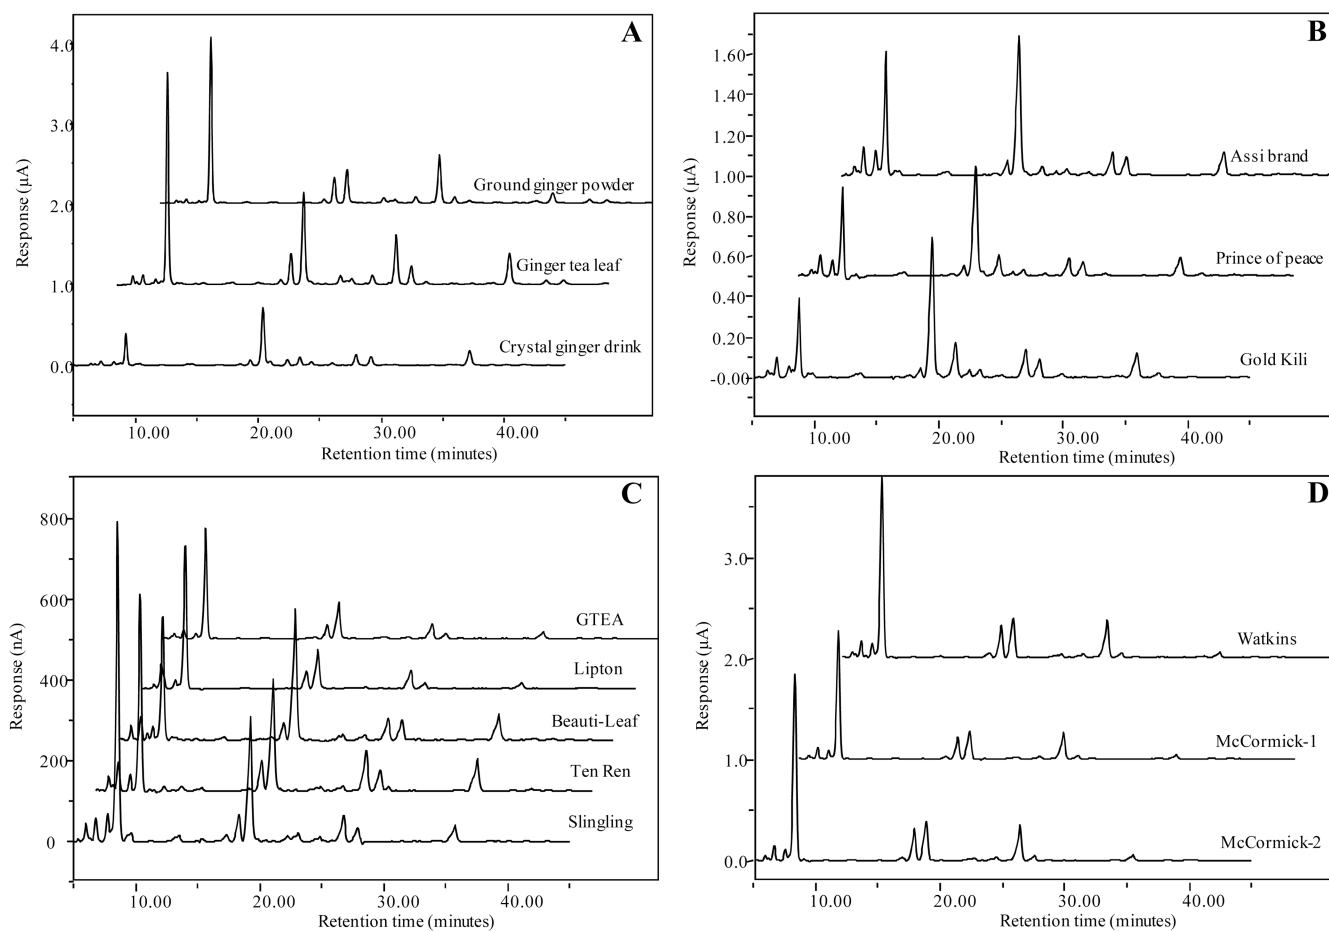 A
4.0
3.0
2.0
1.0
0.0
Response (µA)
Ground ginger powder
Ginger tea leaf
Crystal ginger drink
10.00 20.00 30.00 40.00
Retention time (minutes)
B
1.60
1.40
1.20
1.00
0.80
0.60
0.40
0.20
-0.00
Response (µA)
Assi brand
Prince of peace
Gold Kili
10.00 20.00 30.00 40.00
Retention time (minutes)
C
800
600
400
200
0
Response (nA)
GTEA
Lipton
Beauti-Leaf
Ten Ren
Slingling
10.00 20.00 30.00 40.00
Retention time (minutes)
D
3.0
2.0
1.0
0.0
Response (µA)
Watkins
McCormick-1
McCormick-2
10.00 20.00 30.00 40.00
Retention time (minutes)